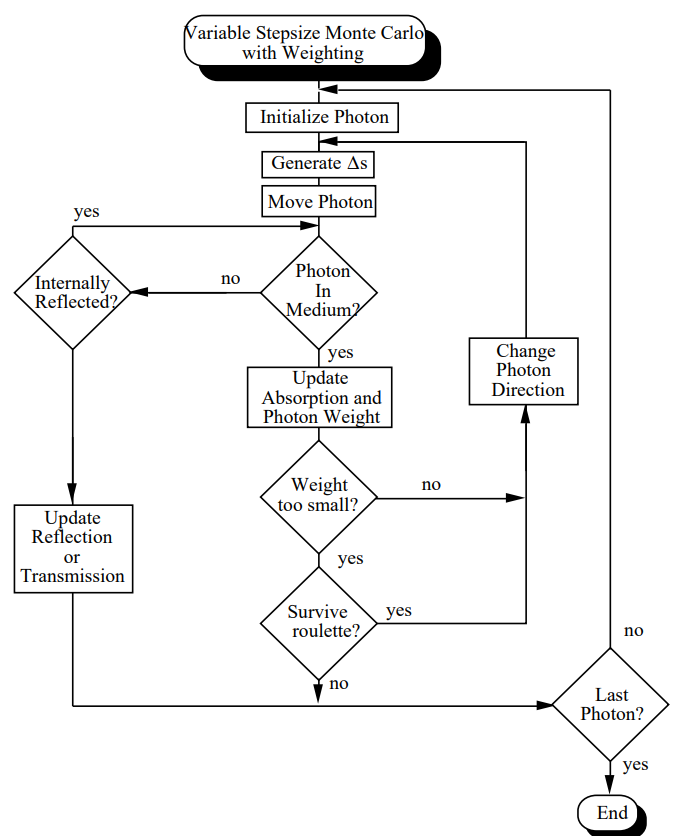 Variable Stepsize Monte Carlo
with Weighting
Initialize Photon
Generate Δs
Move Photon
yes
Internally
Reflected?
no
Photon
In
Medium?
yes
Change
Photon
Direction
Update
Absorption and
Photon Weight
Weight
too small?
no
yes
Update
Reflection
or
Transmission
Survive
roulette?
yes
no
no
Last
Photon?
yes
End